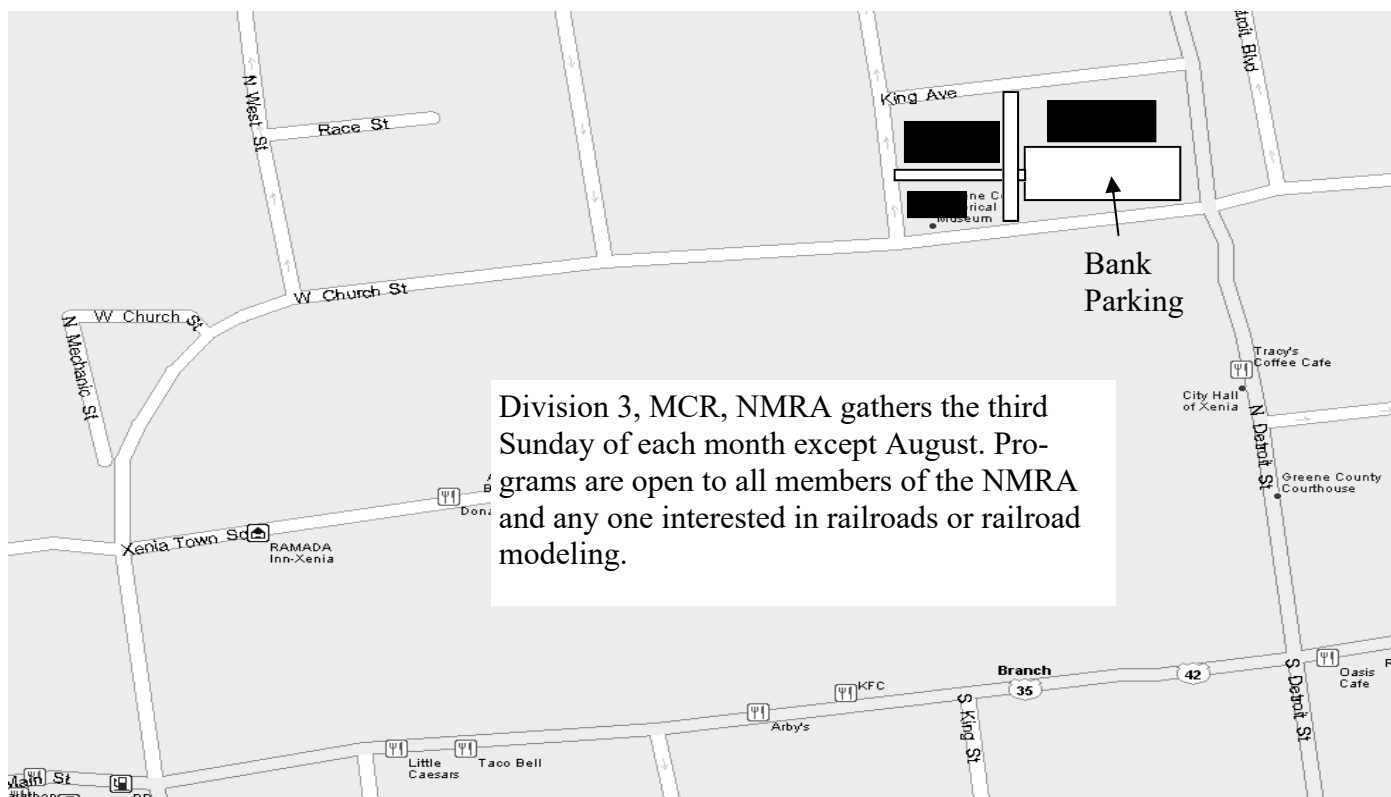 N West St
Race St
King Ave
Blvd
Museum
Bank
Parking
W Church St
W Church St
N Mechanic St
Tracy's
Coffee Cafe
City Hall
of Xenia
N Detroit St
Division 3, MCR, NMRA gathers the third
Sunday of each month except August. Pro-
grams are open to all members of the NMRA
and any one interested in railroads or railroad
modeling.
Greene County
Courthouse
Xenia Town Sq
RAMADA
Inn-Xenia
Branch
35
42
KFC
Arby's
S King St
S Detroit St
Oasis
Cafe
Little
Caesars
Taco Bell
Main St